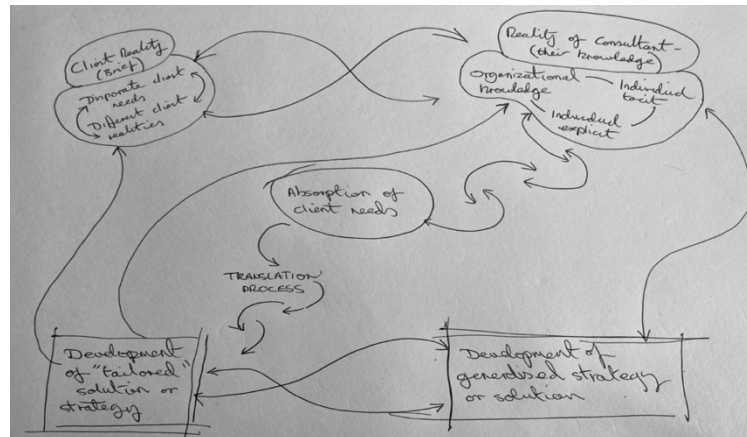 Client Reality
(Brief)
Disparate client
needs
Different client
realities
Reality of Consultant -
(their knowledge)
Organizational
knowledge
Individual
tacit
Individual
explicit
Absorption of
client needs
TRANSLATION
PROCESS
Development
of "tailored"
solution or
strategy
Development of
generalised strategy
or solution